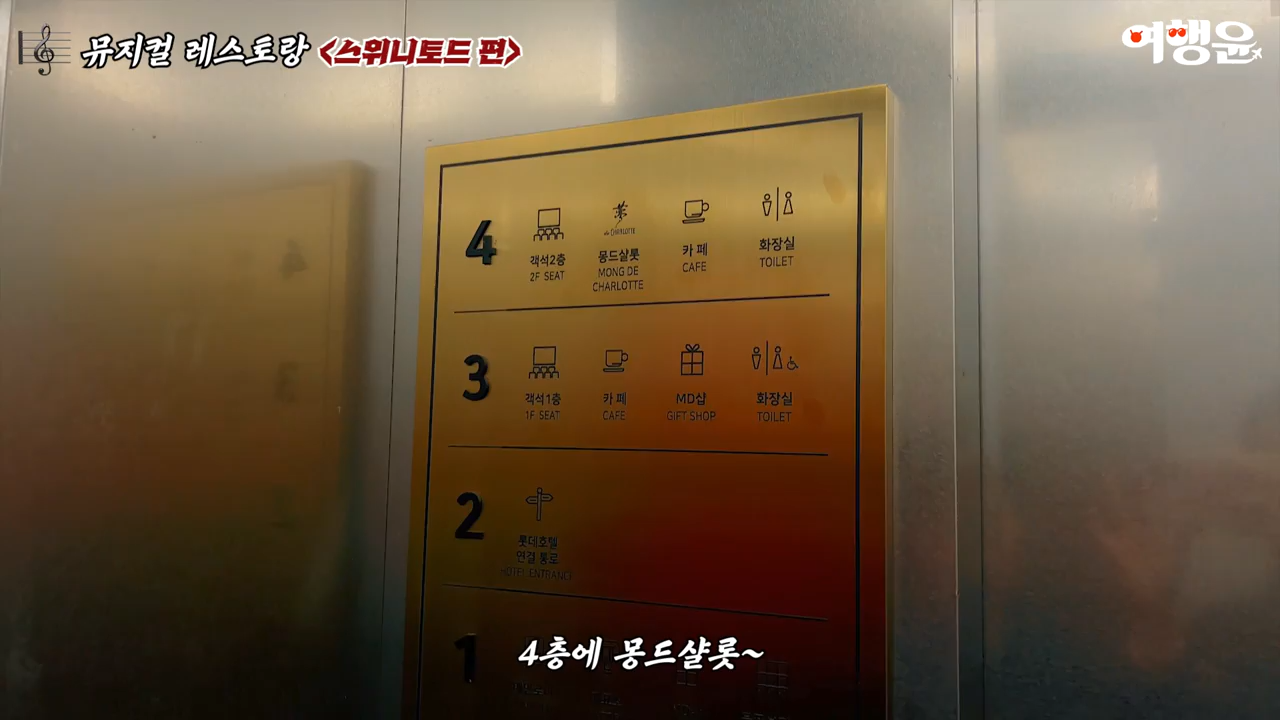 뮤지컬 레스토랑 <스위니토드 편>
여행윤
4
객석2층
2F SEAT
몽드샬롯
MONG DE
CHARLOTTE
카페
CAFE
화장실
TOILET
3
객석1층
1F SEAT
카페
CAFE
MD샵
GIFT SHOP
화장실
TOILET
2
롯데호텔
연결 통로
HOTEL ENTRANCE
1
4층에 몽드샬롯~